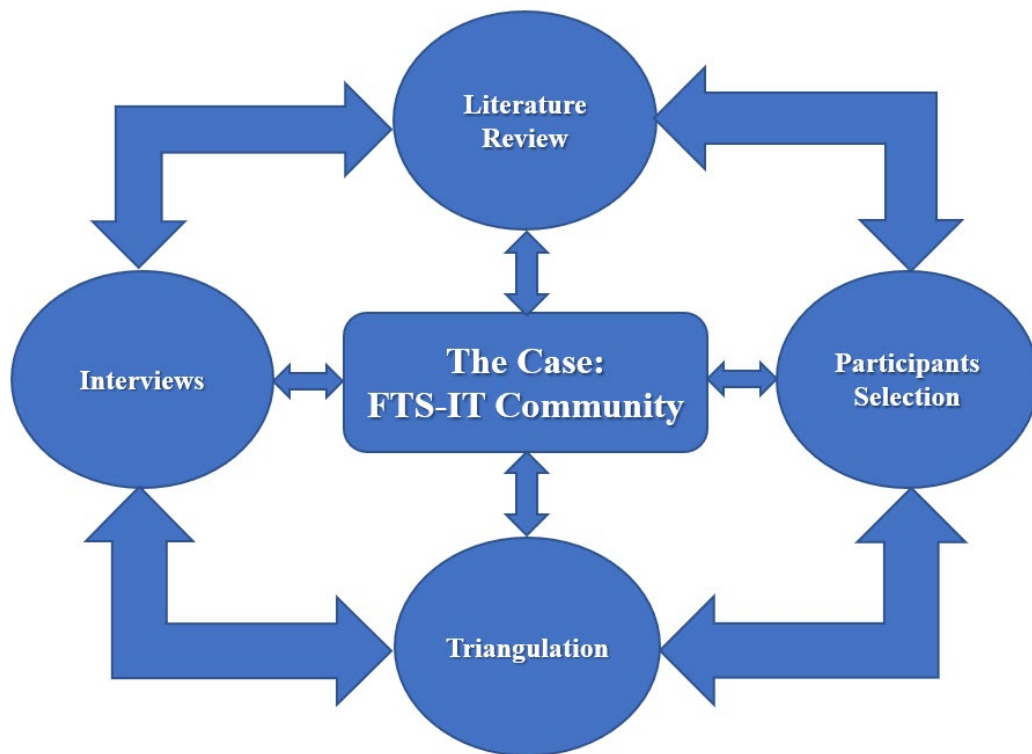 Literature
Review
Interviews
The Case:
FTS-IT Community
Participants
Selection
Triangulation